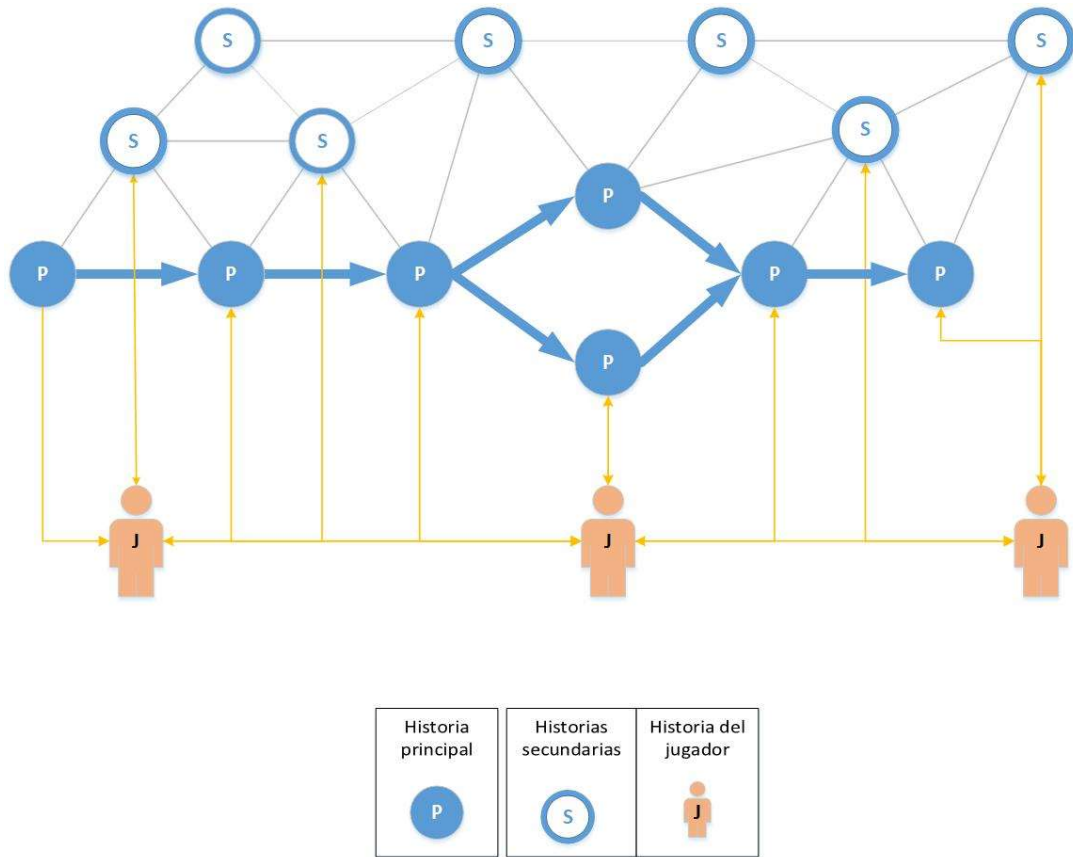 S S S S
S S S
P
P P P P P
P
J J J
Historia
principal
Historias
secundarias
Historia del
jugador
P S J